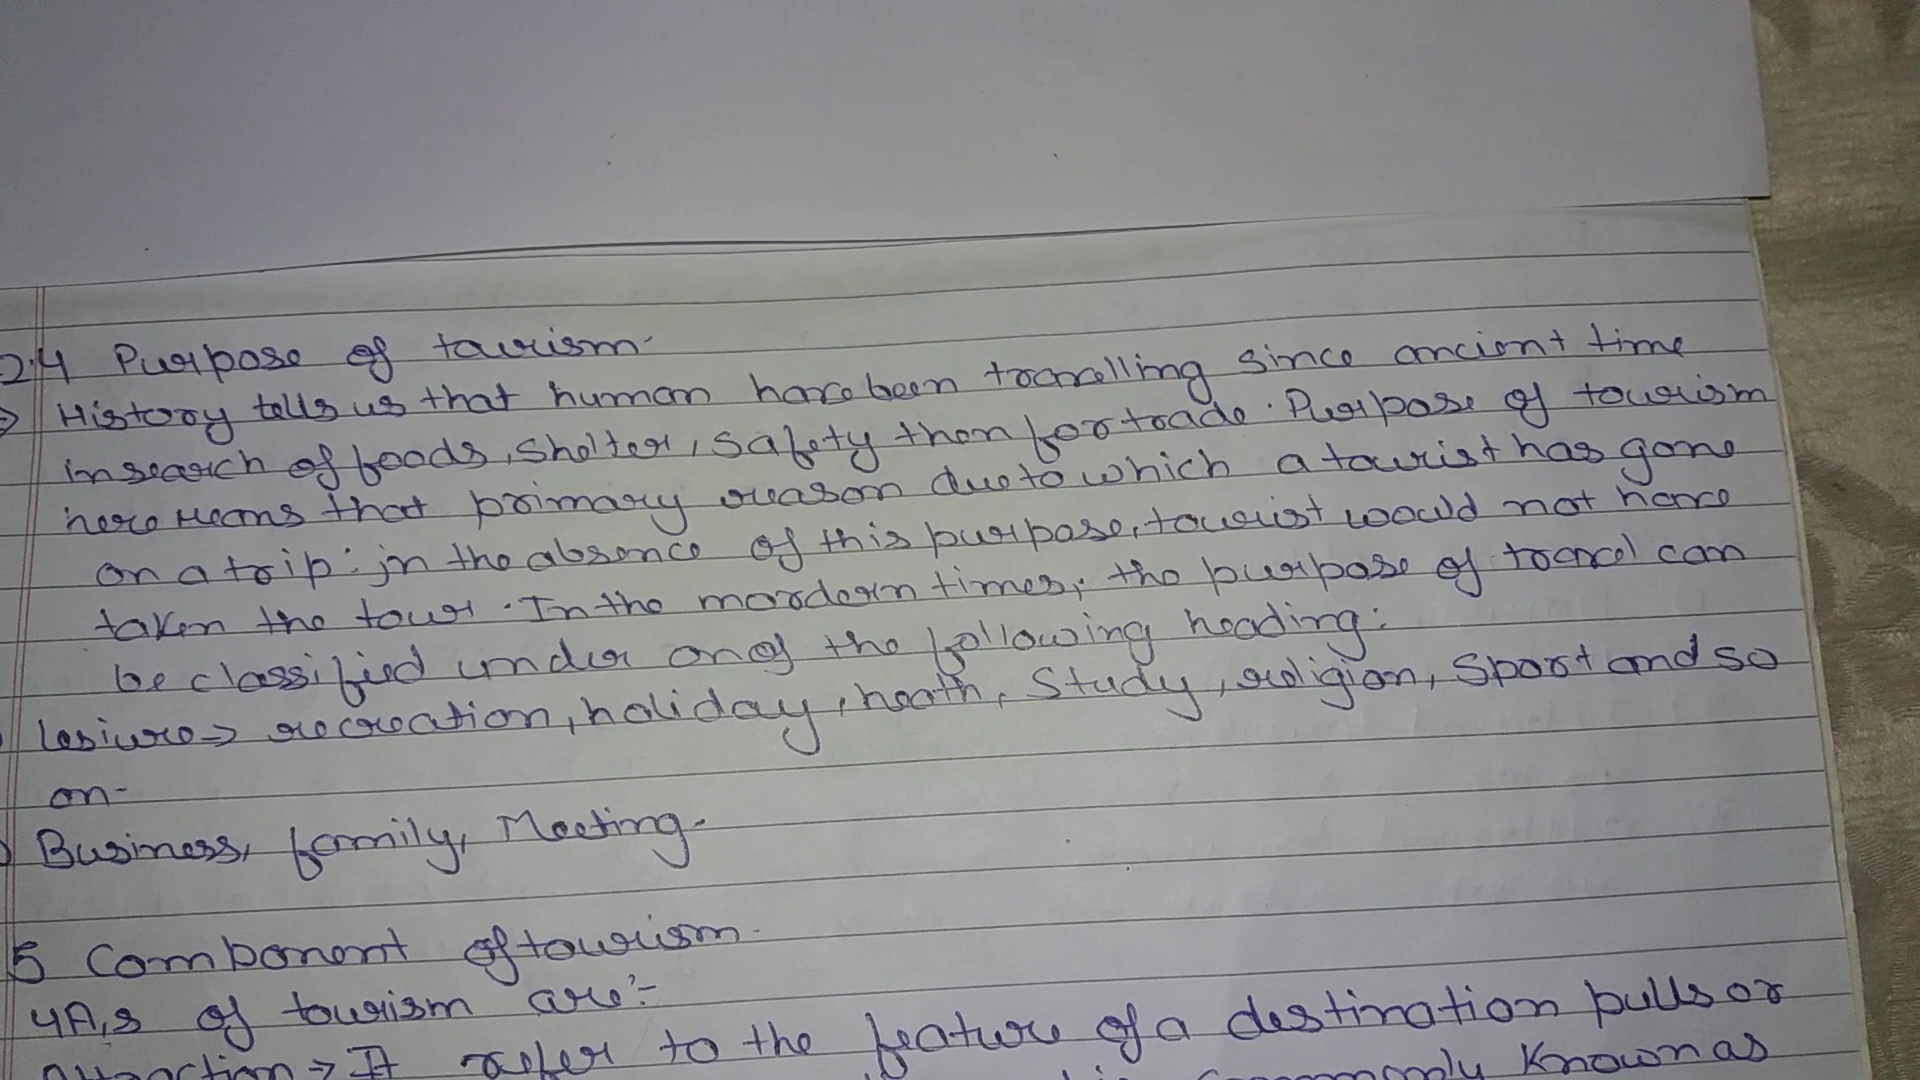 2.4 Purpose of tourism.
History tells us that human have been travelling since ancient time
in search of foods, shelter, safety then for trade. Purpose of tourism
here means that primary reason due to which a tourist has gone
on a trip. in the absence of this purpose, tourist would not have
taken the tour. In the mordern times, the purpose of travel can
be classified under on of the following heading:
lesiure → recreation, holiday, heath, Study, religion, Sport and so
on-
Business, family, Meeting.
5 Component of tourism.
4A,s of tourism are:-
Attraction → It refer to the feature of a destination pulls or
Known as